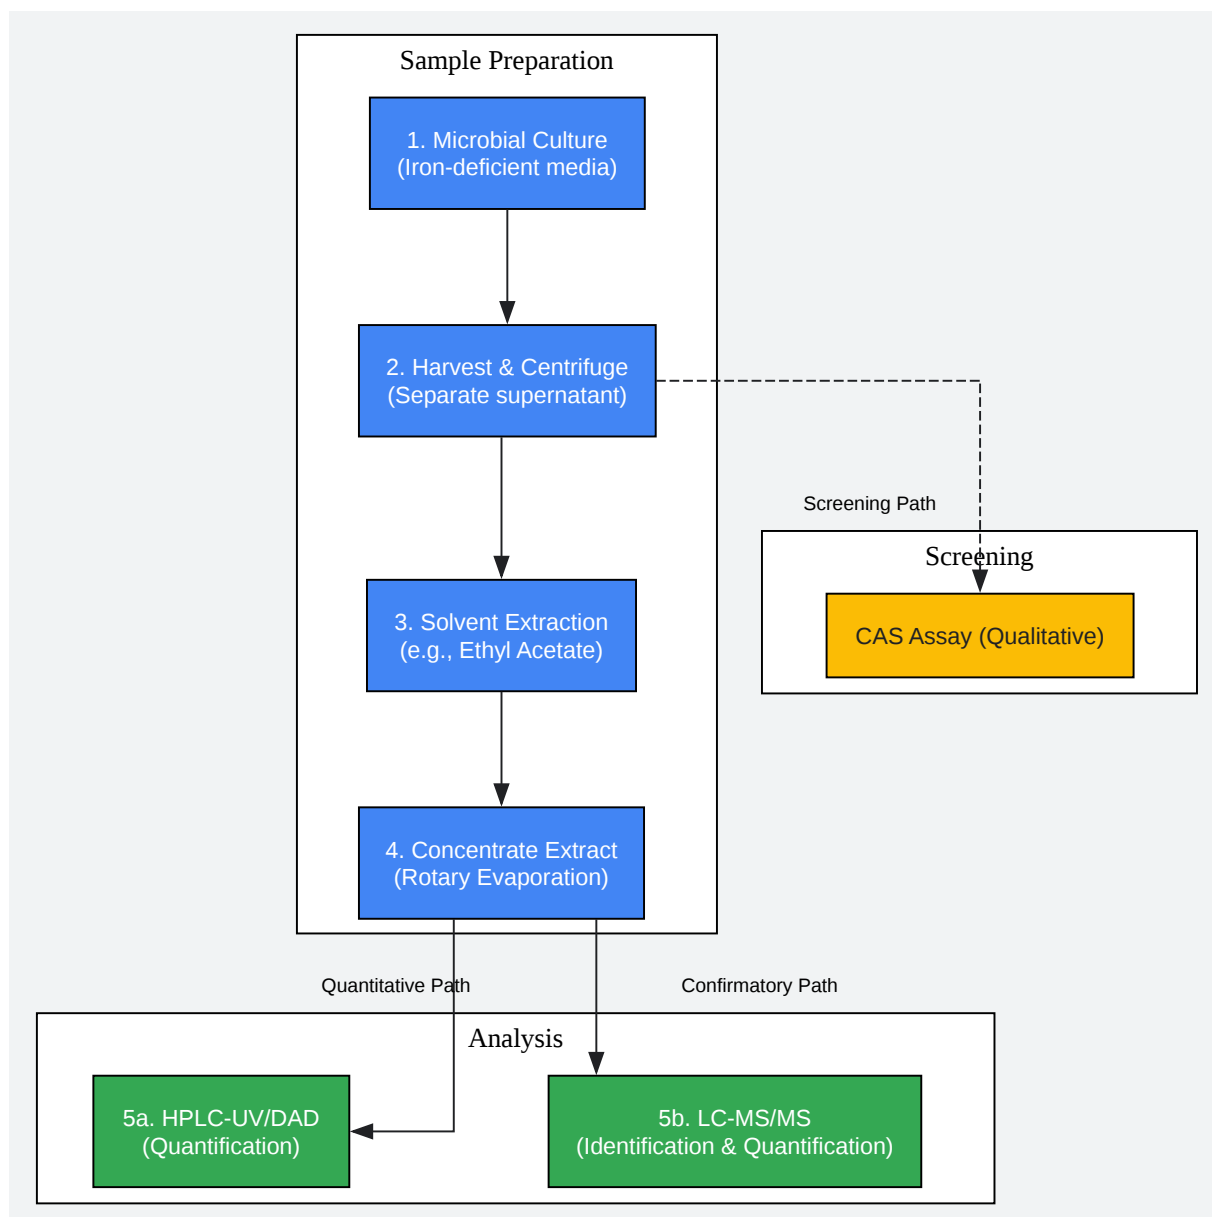 Sample Preparation
1. Microbial Culture
(Iron-deficient media)
2. Harvest & Centrifuge
(Separate supernatant)
Screening Path
Screening
CAS Assay (Qualitative)
3. Solvent Extraction
(e.g., Ethyl Acetate)
4. Concentrate Extract
(Rotary Evaporation)
Quantitative Path
Confirmatory Path
Analysis
5a. HPLC-UV/DAD
(Quantification)
5b. LC-MS/MS
(Identification & Quantification)